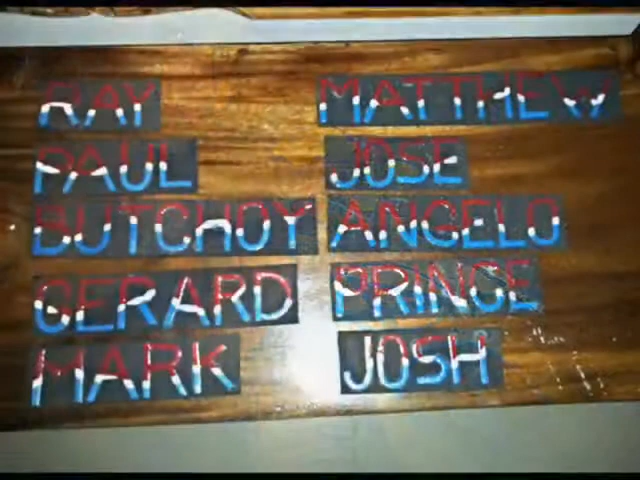 RAY
MATTHEW
PAUL
JOSE
BUTCHOY
ANGELO
GERARD
PRINCE
MARK
JOSH